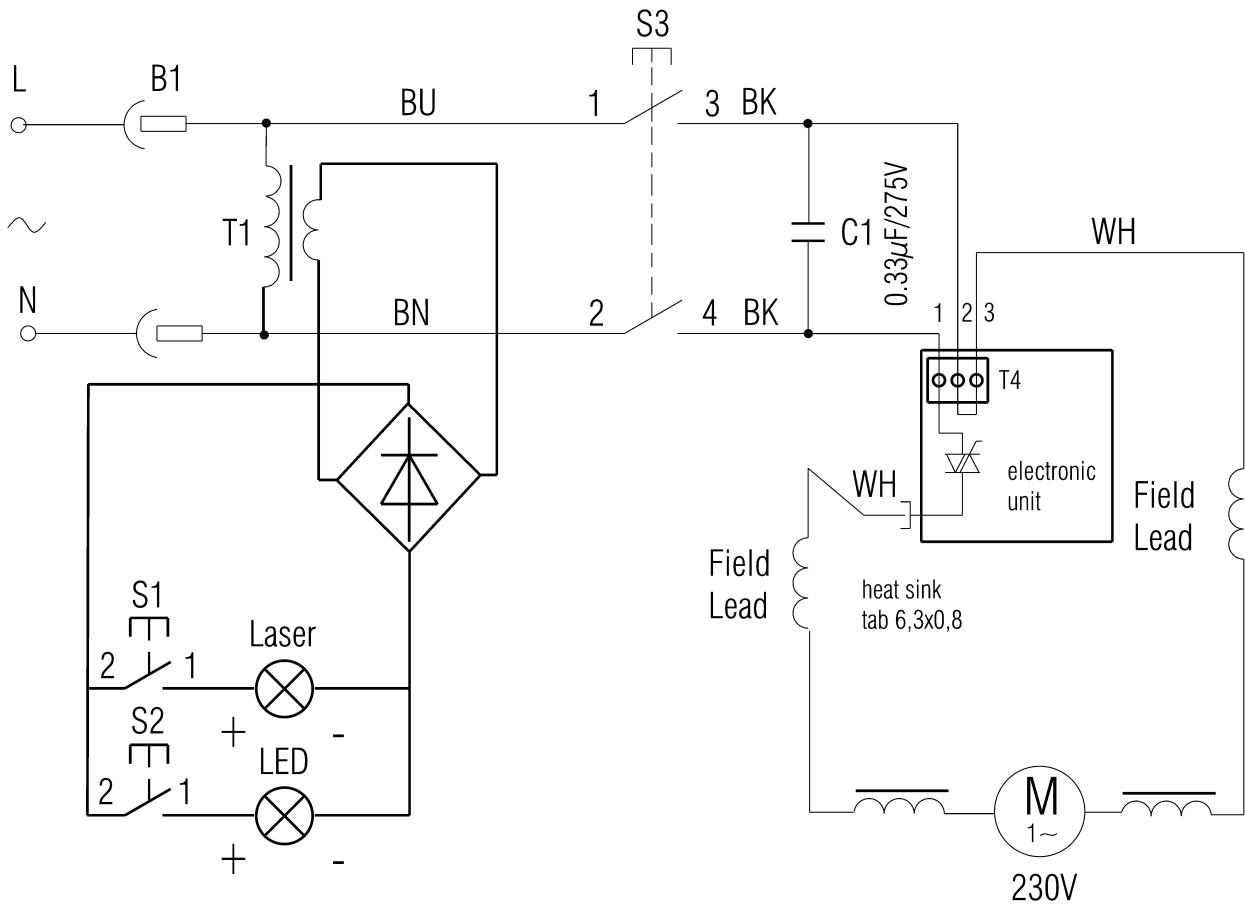 S3
L
B1
BU
1
3
BK
T1
C1
0.33µF/275V
WH
N
BN
2
4
BK
1
2
3
T4
electronic
unit
WH
Field
Lead
Field
Lead
heat sink
tab 6,3x0,8
S1
2
1
Laser
+
-
S2
2
1
LED
+
-
M
1~
230V